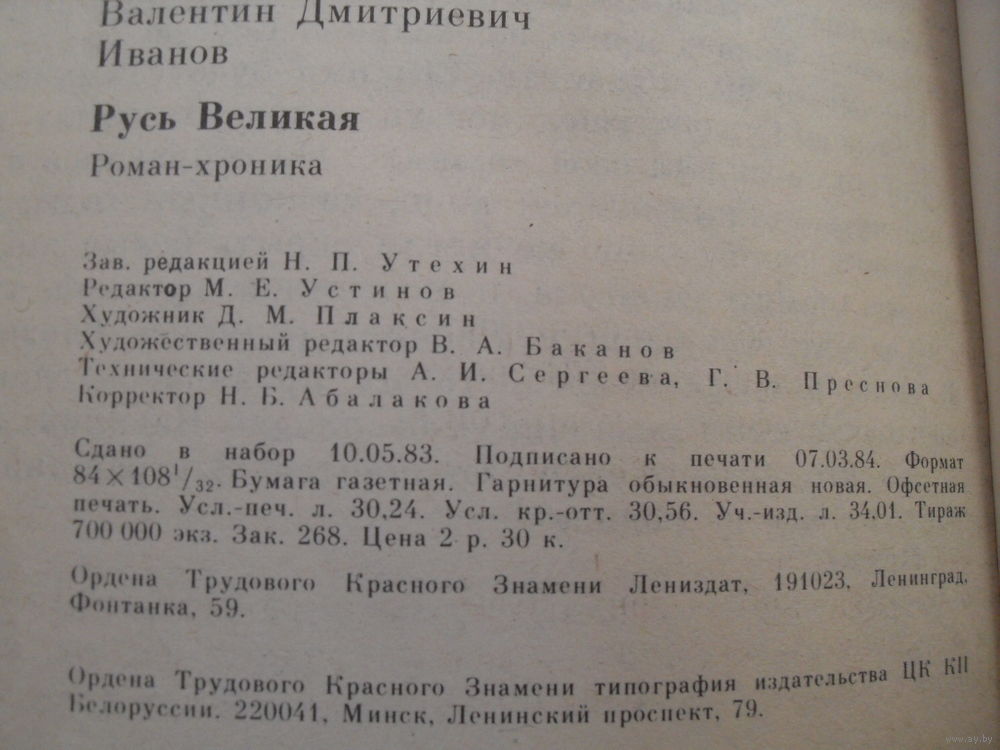 Валентин Дмитриевич
Иванов
Русь Великая
Роман-хроника
Зав. редакцией Н. П. Утехин
Редактор М. Е. Устинов
Художник Д. М. Плаксин
Художественный редактор В. А. Баканов
Технические редакторы А. И. Сергеева, Г. В. Преснова
Корректор Н. Б. Абалакова
Сдано в набор 10.05.83. Подписано к печати 07.03.84. Формат
84×108¹/₃₂. Бумага газетная. Гарнитура обыкновенная новая. Офсетная
печать. Усл.-печ. л. 30,24. Усл. кр.-отт. 30,56. Уч.-изд. л. 34,01. Тираж
700 000 экз. Зак. 268. Цена 2 р. 30 к.
Ордена Трудового Красного Знамени Лениздат, 191023, Ленинград,
Фонтанка, 59.
Ордена Трудового Красного Знамени типография издательства ЦК КП
Белоруссии. 220041, Минск, Ленинский проспект, 79.
www.ay.by